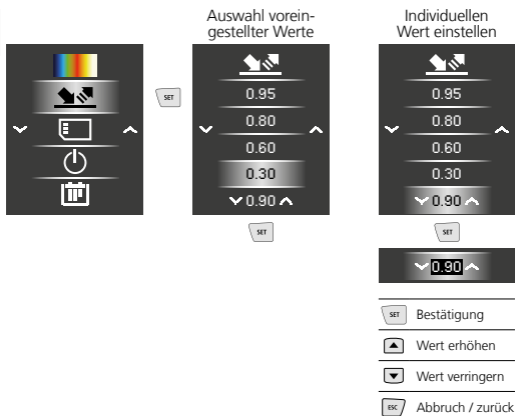 Auswahl vorein-
gestellter Werte
SET
0.95
0.80
0.60
0.30
0.90
SET
Individuellen
Wert einstellen
0.95
0.80
0.60
0.30
0.90
SET
0.90
SET Bestätigung
Wert erhöhen
Wert verringern
ESC Abbruch / zurück